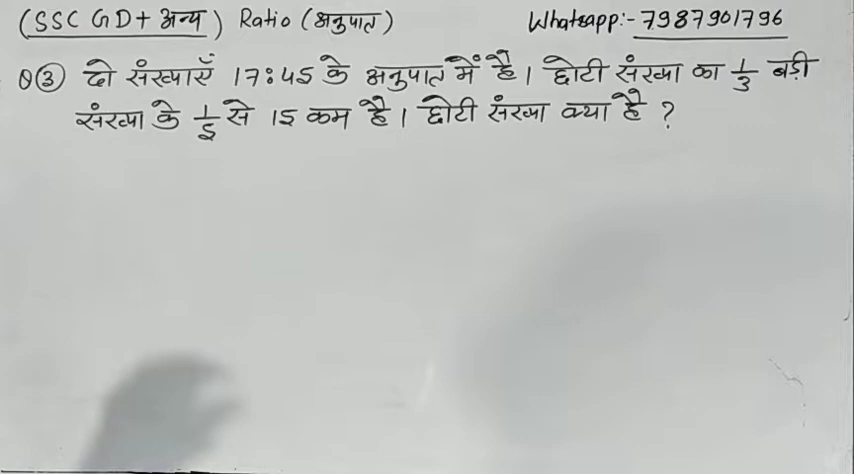 (SSC GD + अन्य) Ratio (अनुपात) Whatsapp:- 7987901796
Q③ दो संख्याएँ 17:45 के अनुपात में है। छोटी संख्या का 1/3 बड़ी
संख्या के 1/5 से 15 कम है। छोटी संख्या क्या है ?